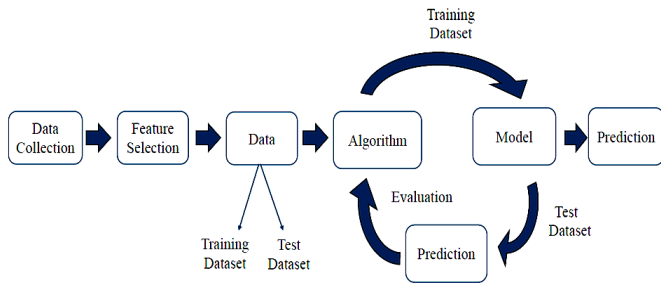 Training
Dataset
Data
Collection
Feature
Selection
Data
Algorithm
Model
Prediction
Evaluation
Test
Dataset
Training
Dataset
Test
Dataset
Prediction